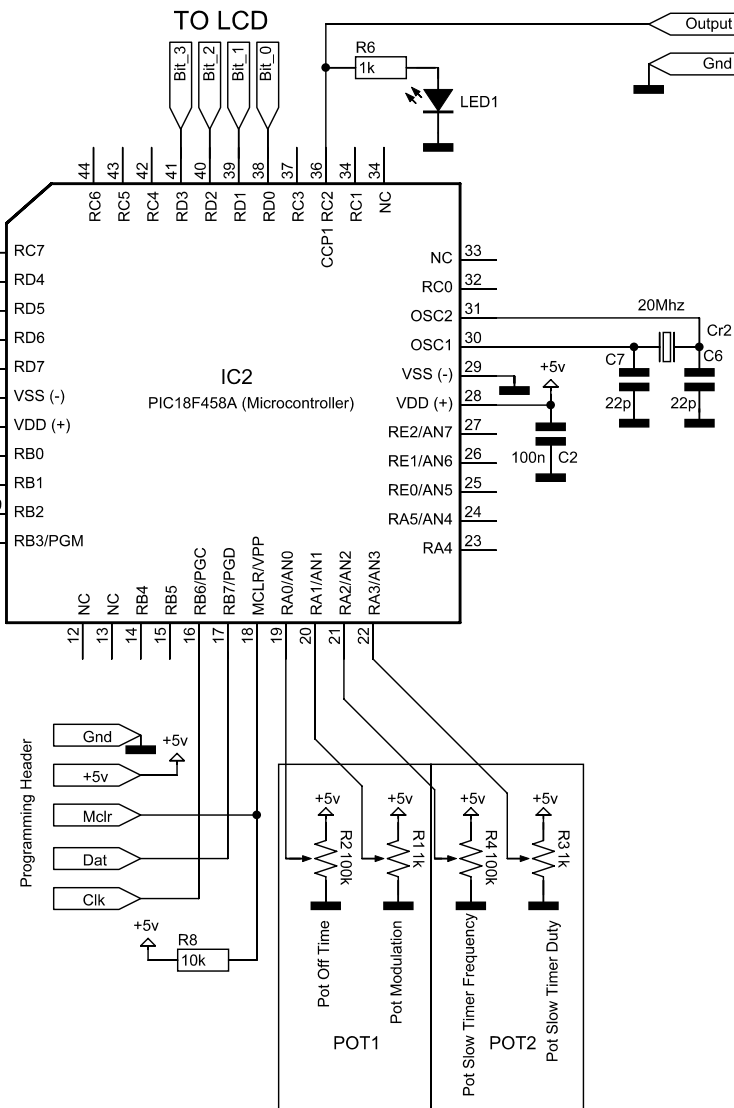 TO LCD
Output
Gnd
Bit_3
Bit_2
Bit_1
Bit_0
R6
1k
LED1
44
43
42
41
40
39
38
37
36
34
34
RC6
RC5
RC4
RD3
RD2
RD1
RD0
RC3
CCP1 RC2
RC1
NC
RC7
RD4
RD5
RD6
RD7
VSS (-)
VDD (+)
RB0
RB1
RB2
RB3/PGM
IC2
PIC18F458A (Microcontroller)
NC 33
RC0 32
OSC2 31
OSC1 30
VSS (-) 29
VDD (+) 28
RE2/AN7 27
RE1/AN6 26
RE0/AN5 25
RA5/AN4 24
RA4 23
20Mhz
Cr2
C7
C6
22p
22p
+5v
100n C2
NC
NC
RB4
RB5
RB6/PGC
RB7/PGD
MCLR/VPP
RA0/AN0
RA1/AN1
RA2/AN2
RA3/AN3
12
13
14
15
16
17
18
19
20
21
22
Programming Header
Gnd
+5v
+5v
Mclr
Dat
Clk
+5v
R8
10k
+5v
+5v
+5v
+5v
R2 100k
R1 1k
R4 100k
R3 1k
Pot Off Time
Pot Modulation
Pot Slow Timer Frequency
Pot Slow Timer Duty
POT1
POT2